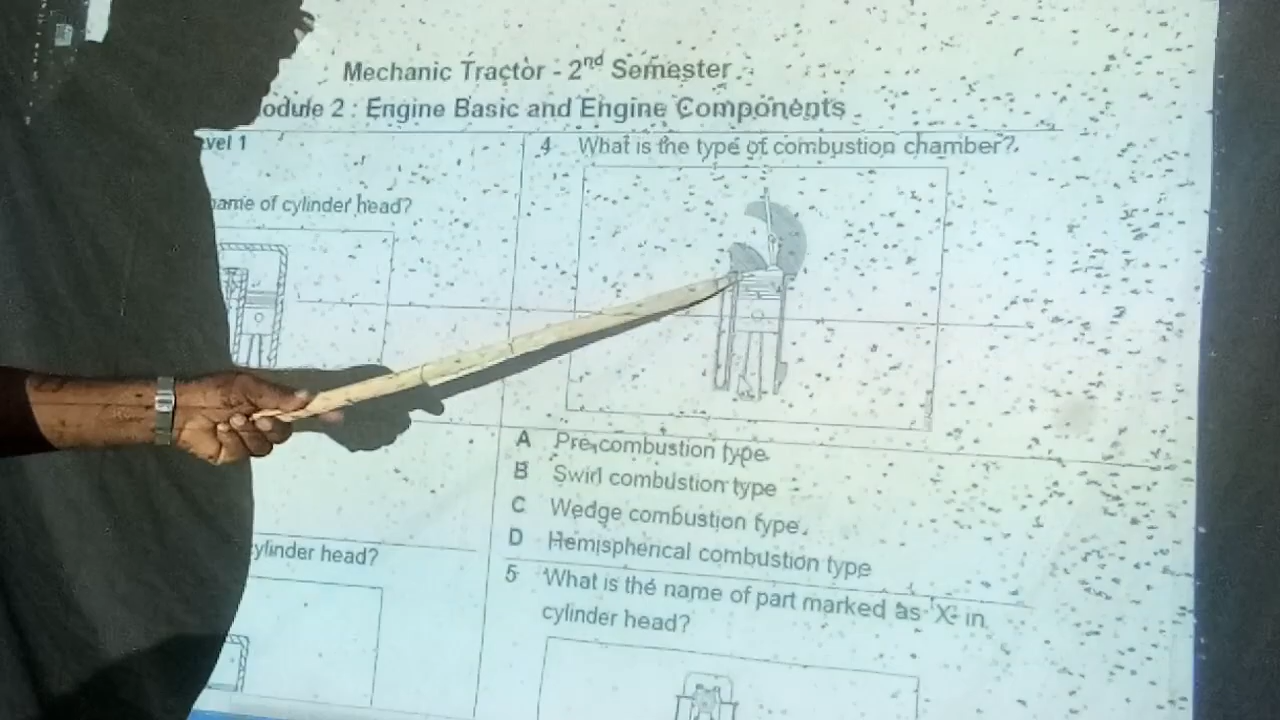 Mechanic Tractor - 2nd Semester
odule 2 : Engine Basic and Engine Components
vel 1
ame of cylinder head?
ylinder head?
4 What is the type of combustion chamber?
A Pre combustion type
B Swirl combustion type
C Wedge combustion type
D Hemispherical combustion type
5 What is the name of part marked as 'X' in
cylinder head?